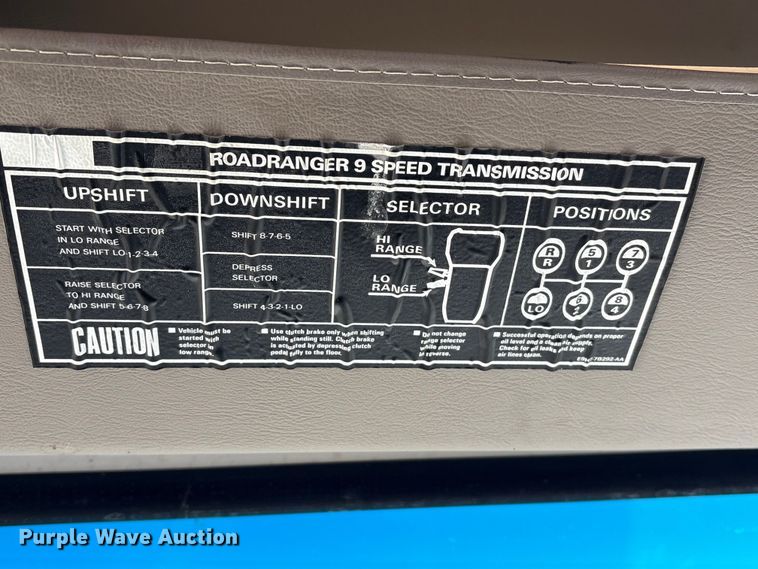 ROADRANGER 9 SPEED TRANSMISSION
UPSHIFT
START WITH SELECTOR
IN LO RANGE
AND SHIFT LO-1-2-3-4
RAISE SELECTOR
TO HI RANGE
AND SHIFT 5-6-7-8
DOWNSHIFT
SHIFT 8-7-6-5
DEPRESS
SELECTOR
SHIFT 4-3-2-1-LO
SELECTOR
HI
RANGE
LO
RANGE
POSITIONS
R 5 7
R 1 3
6 8
LO 4
CAUTION
Vehicle must be
started with
selector in
low range.
Use clutch brake only when shifting
while standing still. Clutch brake
is activated by depressing clutch
pedal fully to the floor.
Do not change
range selector
while moving
in reverse.
Successful operation depends on proper
oil level and a clean air supply.
Check for oil leaks and keep
air lines clean.
7B292-AA
Purple Wave Auction